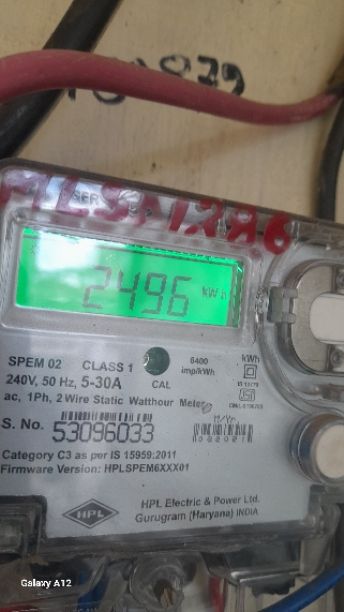 2496 kWh
SPEM 02 CLASS 1
240V, 50 Hz, 5-30A
CAL
6400
imp/kWh
kWh
ac, 1Ph, 2 Wire Static Watthour Meter
S. No. 53096033
Category C3 as per IS 15959:2011
Firmware Version: HPLSPEM6XXX01
HPL
HPL Electric & Power Ltd.
Gurugram (Haryana) INDIA
Galaxy A12